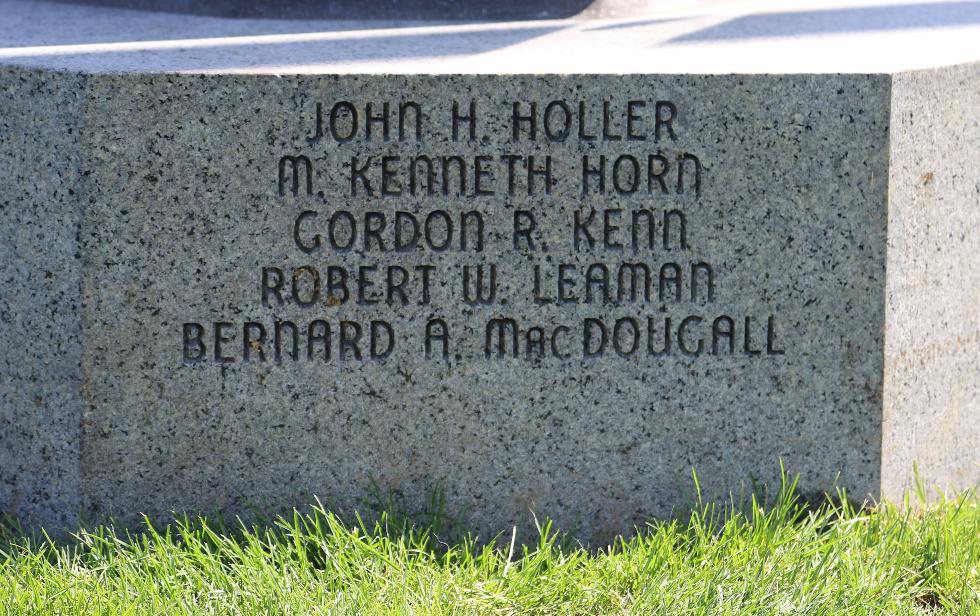 JOHN H. HOLLER
M. KENNETH HORN
GORDON R. KENN
ROBERT W. LEAMAN
BERNARD A. MacDOUGALL